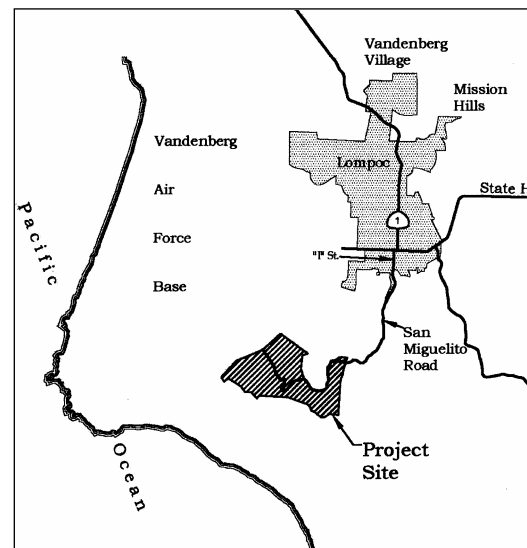 Vandenberg
Village
Mission
Hills
Vandenberg
Lompoc
Air
State H
Pacific
1
Force
"I" St.
Base
San
Miguelito
Road
Project
Site
Ocean